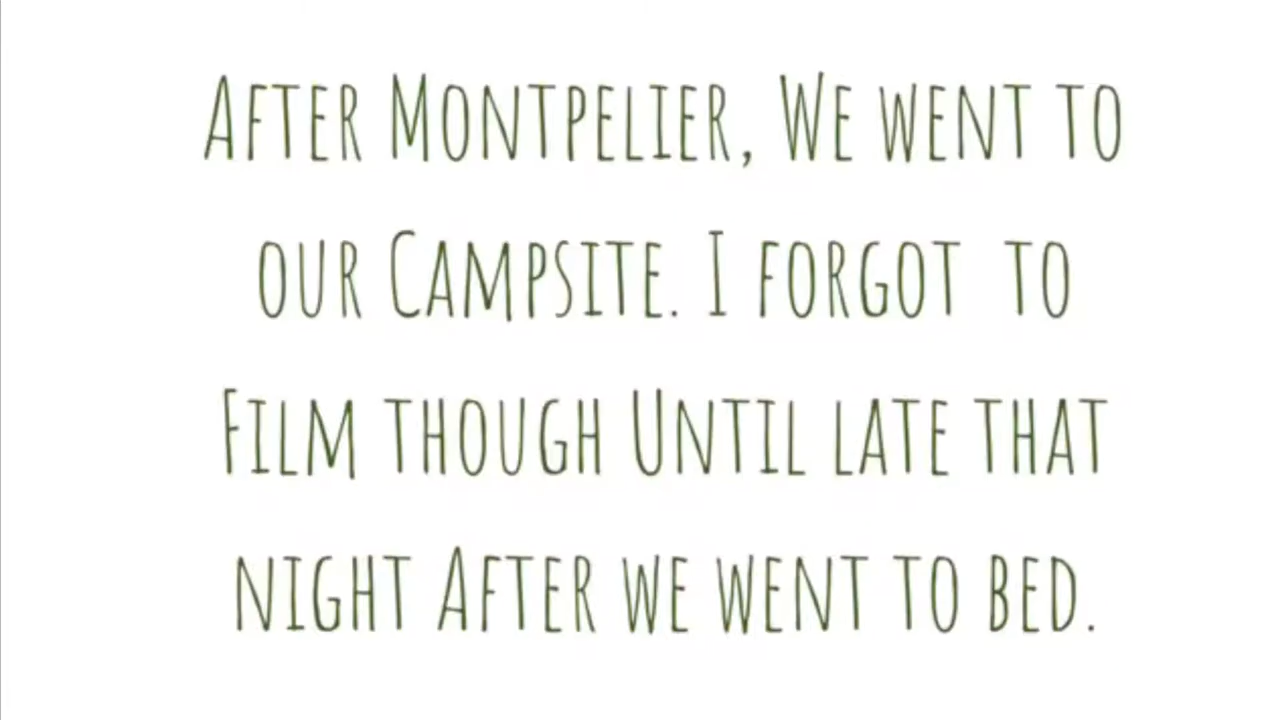 After Montpelier, We went to
our Campsite. I forgot  to
Film though Until late that
night After we went to bed.